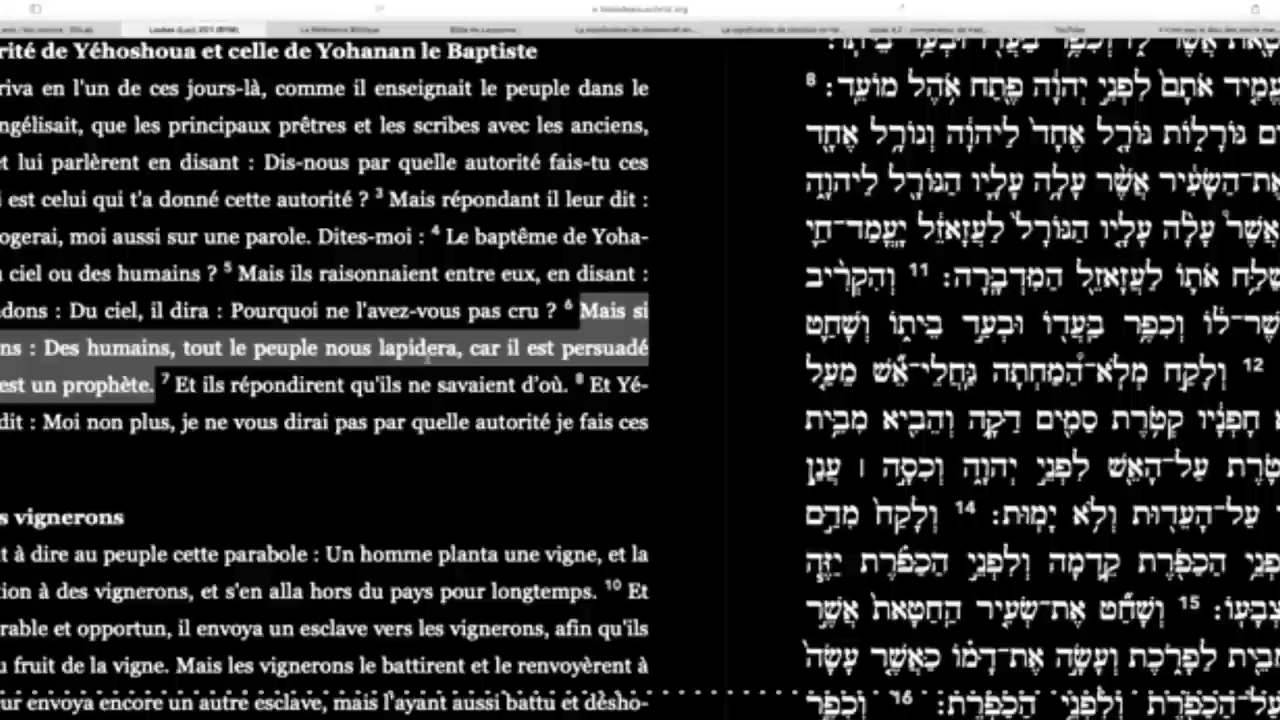 Loukas (Luc) 20:1 (BYM)
La Référence Biblique
Bible de Lausanne
YouTube
rité de Yéhoshoua et celle de Yohanan le Baptiste
riva en l'un de ces jours-là, comme il enseignait le peuple dans le
ngélisait, que les principaux prêtres et les scribes avec les anciens,
t lui parlèrent en disant : Dis-nous par quelle autorité fais-tu ces
i est celui qui t'a donné cette autorité ? 3 Mais répondant il leur dit :
ogerai, moi aussi sur une parole. Dites-moi : 4 Le baptême de Yoha-
u ciel ou des humains ? 5 Mais ils raisonnaient entre eux, en disant :
dons : Du ciel, il dira : Pourquoi ne l'avez-vous pas cru ? 6 Mais si
ns : Des humains, tout le peuple nous lapidera, car il est persuadé
est un prophète. 7 Et ils répondirent qu'ils ne savaient d'où. 8 Et Yé-
dit : Moi non plus, je ne vous dirai pas par quelle autorité je fais ces
s vignerons
t à dire au peuple cette parabole : Un homme planta une vigne, et la
tion à des vignerons, et s'en alla hors du pays pour longtemps. 10 Et
rable et opportun, il envoya un esclave vers les vignerons, afin qu'ils
u fruit de la vigne. Mais les vignerons le battirent et le renvoyèrent à
ur envoya encore un autre esclave, mais l'ayant aussi battu et désho-
עֲמִיד אֹתָם לִפְנֵי יְהוָה פֶּתַח אֹהֶל מוֹעֵד׃ 8
ם גּוֹרָלוֹת גּוֹרָל אֶחָד לַיהוָה וְגוֹרָל אֶחָד
אֶת־הַשָּׂעִיר אֲשֶׁר עָלָה עָלָיו הַגּוֹרָל לַיהוָה
אֲשֶׁר עָלָה עָלָיו הַגּוֹרָל לַעֲזָאזֵל יָעֳמַד־חַי
שַׁלַּח אֹתוֹ לַעֲזָאזֵל הַמִּדְבָּרָה׃ 11 וְהִקְרִיב
שֶׁר־לוֹ וְכִפֶּר בַּעֲדוֹ וּבְעַד בֵּיתוֹ וְשָׁחַט
12 וְלָקַח מְלֹא־הַמַּחְתָּה גַּחֲלֵי־אֵשׁ מֵעַל
חָפְנָיו קְטֹרֶת סַמִּים דַּקָּה וְהֵבִיא מִבֵּית
טֹרֶת עַל־הָאֵשׁ לִפְנֵי יְהוָה וְכִסָּה ׀ עֲנַן
עַל־הָעֵדוּת וְלֹא יָמוּת׃ 14 וְלָקַח מִדַּם
פְּנֵי הַכַּפֹּרֶת קֵדְמָה וְלִפְנֵי הַכַּפֹּרֶת יַזֶּה
אֶצְבָּעוֹ׃ 15 וְשָׁחַט אֶת־שְׂעִיר הַחַטָּאת אֲשֶׁר
מִבֵּית לַפָּרֹכֶת וְעָשָׂה אֶת־דָּמוֹ כַּאֲשֶׁר עָשָׂה
עַל־הַכַּפֹּרֶת וְלִפְנֵי הַכַּפֹּרֶת׃ 16 וְכִפֶּר